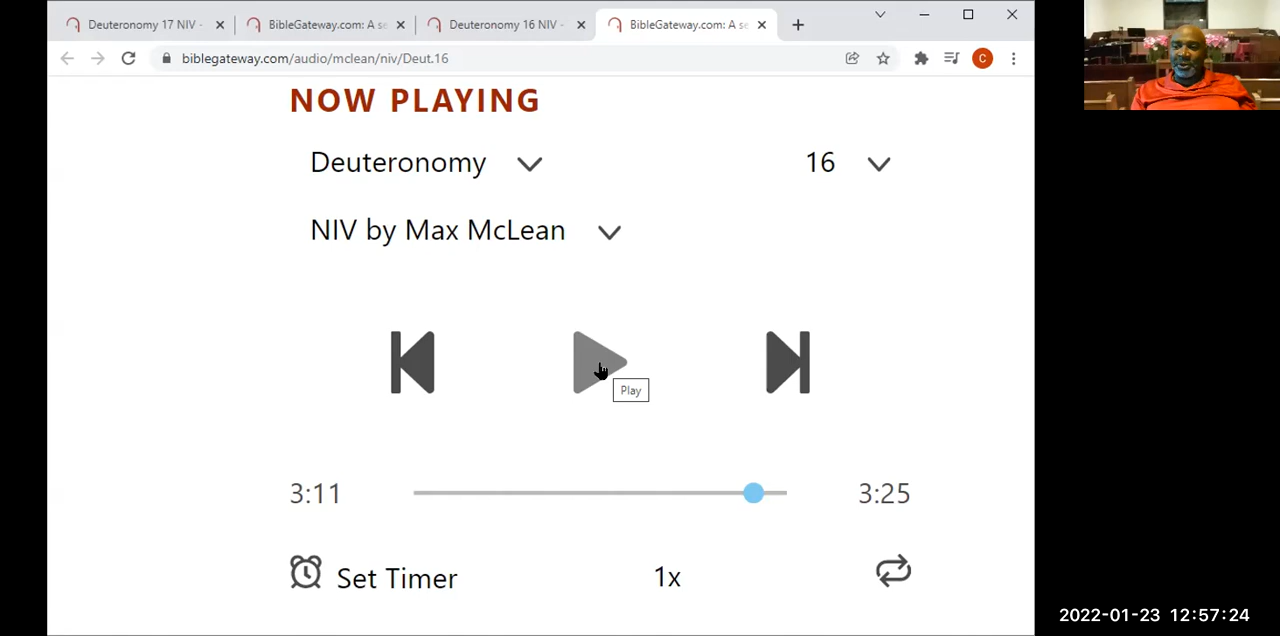 Deuteronomy 17 NIV -
BibleGateway.com: A se
Deuteronomy 16 NIV -
BibleGateway.com: A se
biblegateway.com/audio/mclean/niv/Deut.16
C
NOW PLAYING
Deuteronomy 16
NIV by Max McLean
Play
3:11 3:25
Set Timer 1x
2022-01-23 12:57:24